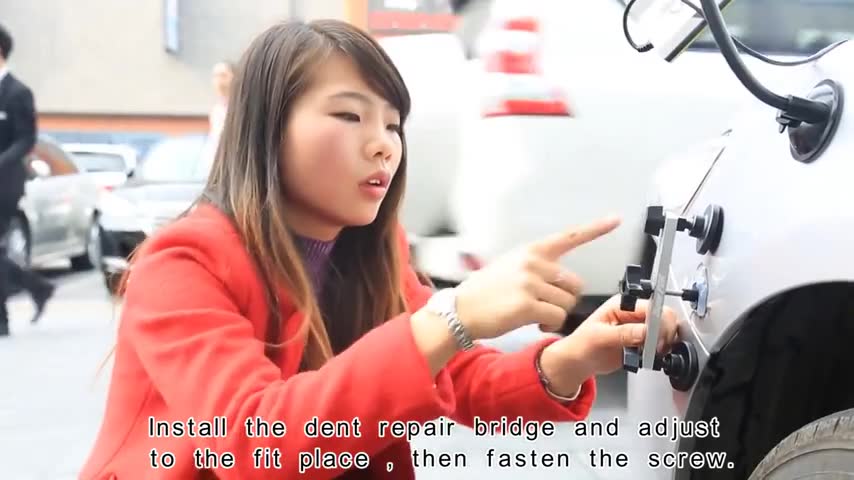 Install the dent repair bridge and adjust
to the fit place , then fasten the screw.